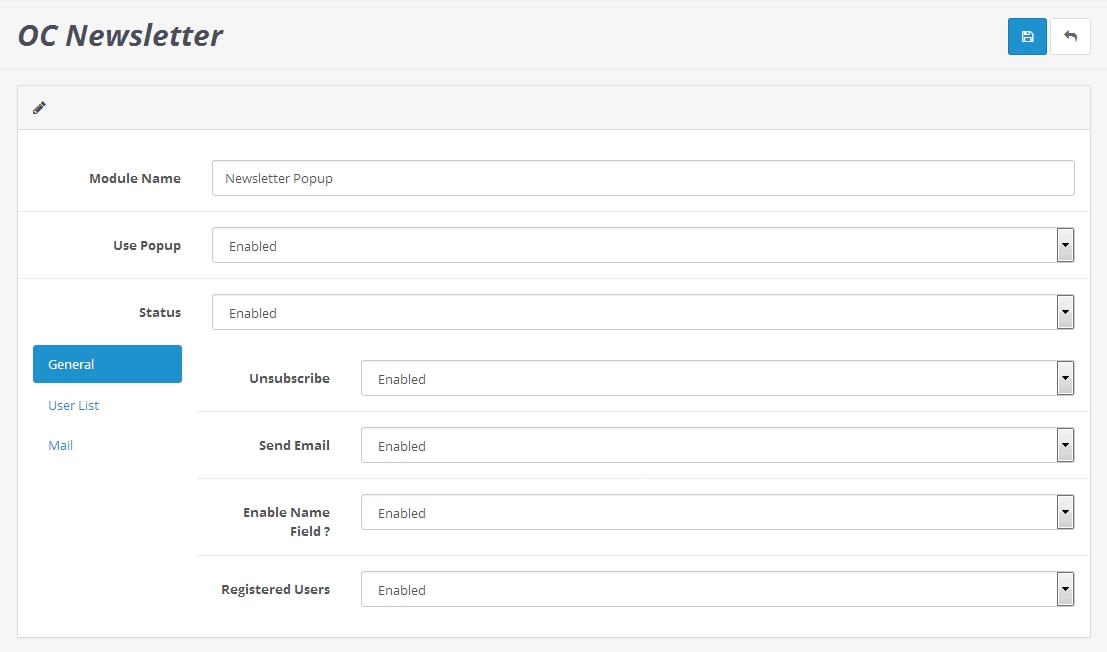 OC Newsletter
Module Name
Newsletter Popup
Use Popup
Enabled
Status
Enabled
General
User List
Mail
Unsubscribe
Enabled
Send Email
Enabled
Enable Name
Field ?
Enabled
Registered Users
Enabled